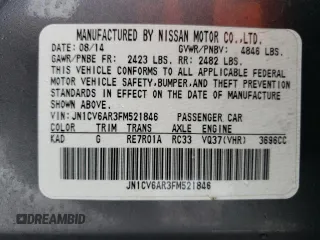 MANUFACTURED BY NISSAN MOTOR CO.,LTD.
DATE: 08/14 GVWR/PNBV: 4846 LBS.
GAWR/PNBE FR: 2423 LBS. RR: 2482 LBS.
THIS VEHICLE CONFORMS TO ALL APPLICABLE FEDERAL
MOTOR VEHICLE SAFETY,BUMPER,AND THEFT PREVENTION
STANDARDS IN EFFECT ON THE DATE OF MANUFACTURE
SHOWN ABOVE.
VIN: JN1CV6AR3FM521846 PASSENGER CAR
COLOR TRIM TRANS AXLE ENGINE
KAD G RE7R01A RC33 VQ37(VHR) 3696CC
JN1CV6AR3FM521846
DREAMBID